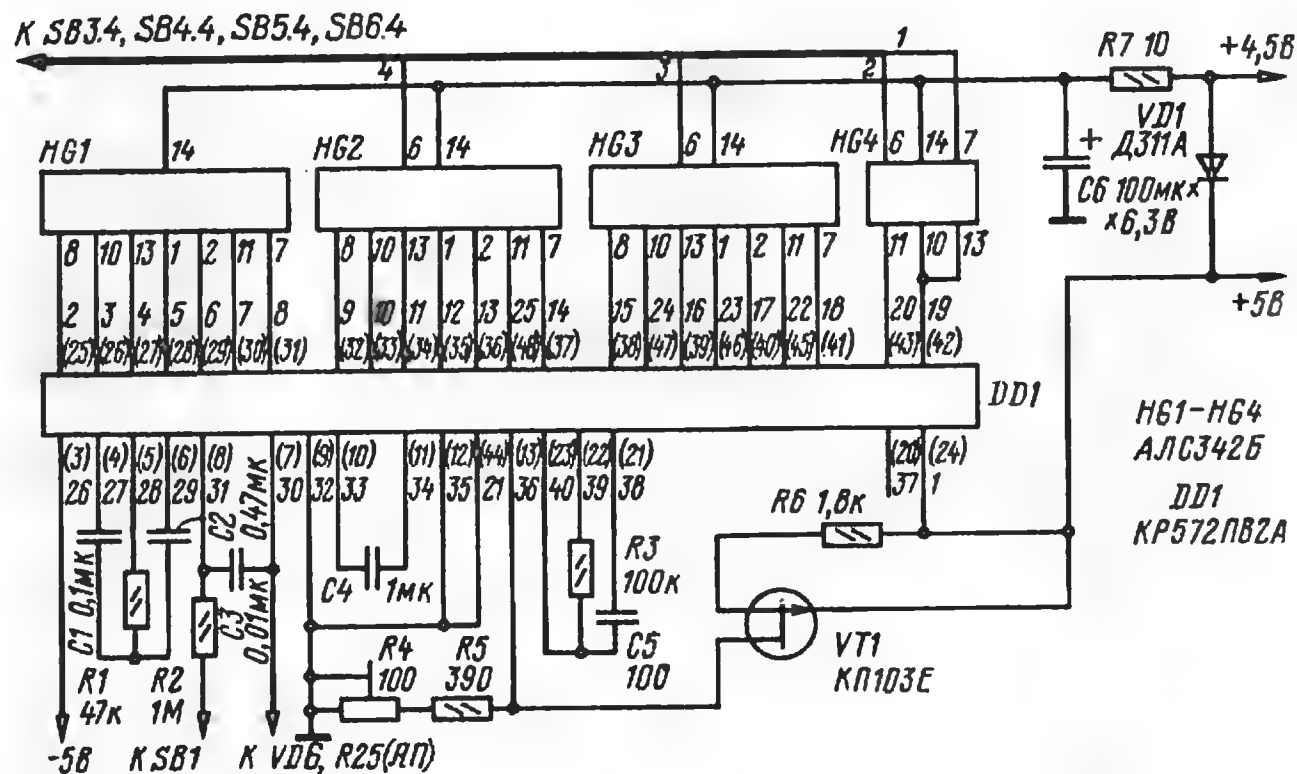 К SB3.4, SB4.4, SB5.4, SB6.4
1
R7 10
+4,5В
4
3
2
VD1
Д311А
HG1
14
HG2
6 14
HG3
6 14
HG4 6 14 7
+
C6 100мк×
×6,3В
8 10 13 1 2 11 7
8 10 13 1 2 11 7
8 10 13 1 2 11 7
11 10 13
+5В
2 3 4 5 6 7 8
9 10 11 12 13 25 14
15 24 16 23 17 22 18
20 19
(25) (26) (27) (28) (29) (30) (31)
(32) (33) (34) (35) (36) (48) (37)
(38) (47) (39) (46) (40) (45) (41)
(43) (42)
DD1
HG1-HG4
АЛС342Б
DD1
КР572ПВ2А
(3) (4) (5) (6) (8) (7) (9) (10) (11) (12) (44) (13) (23) (22) (21) (20) (24)
26 27 28 29 31 30 32 33 34 35 21 36 40 39 38 37 1
C1 0,1мк
C2 0,47мк
C3 0,01мк
C4 1мк
R3
100к
R6 1,8к
R1
47к
R2
1М
R4
100
R5
390
C5
100
VT1
КП103Е
-5В
К SB1
К VD6, R25(ЯП)